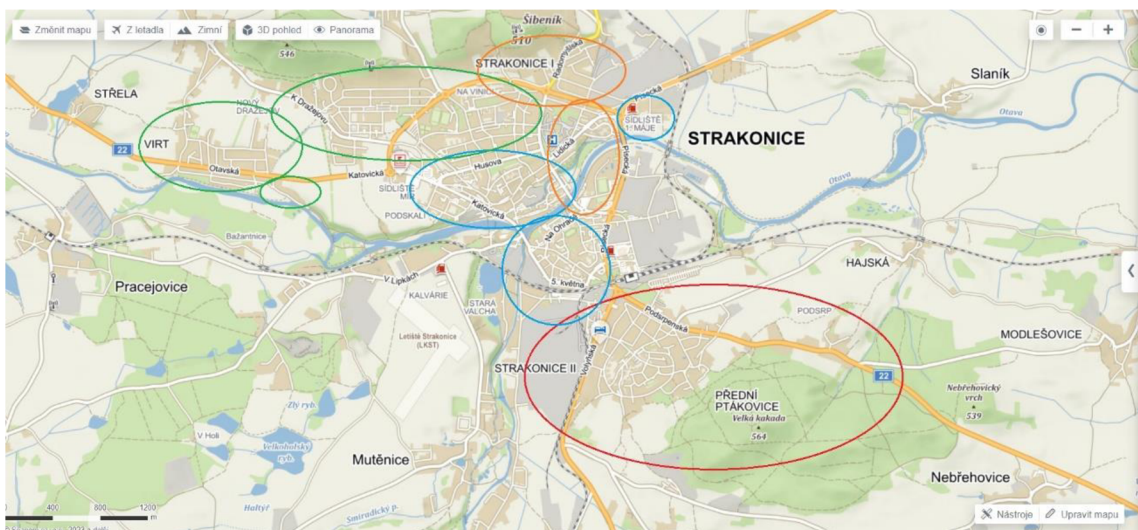 Změnit mapu
Z letadla
Zimní
3D pohled
Panorama
Šibeník
510
546
STRAKONICE I
Radomyšlská
Slaník
STŘELA
NOVÝ DRAŽEJOV
K Dražejovu
NA VINICI
Písecká
SÍDLIŠTĚ
1. MÁJE
STRAKONICE
Otava
VIRT
22
Otavská
Katovická
Husova
Lidická
Písecká
SÍDLIŠTĚ
MÍR
Katovická
PODSKALÍ
Otava
Bažantnice
Na Ohradě
HAJSKÁ
Pracejovice
V Lipkách
KALVÁRIE
5. května
STARÁ
VALCHA
Podsrpenská
PODSRP
MODLEŠOVICE
Letiště Strakonice
(LKST)
STRAKONICE II
Volyňská
22
PŘEDNÍ
PTÁKOVICE
Velká kakada
564
Nebřehovický
vrch
539
Zlý ryb.
V Holi
Velkoholský
ryb.
Mutěnice
Nebřehovice
Haltýř
Smiradický P.
400
800
1200
m
Nástroje
Upravit mapu